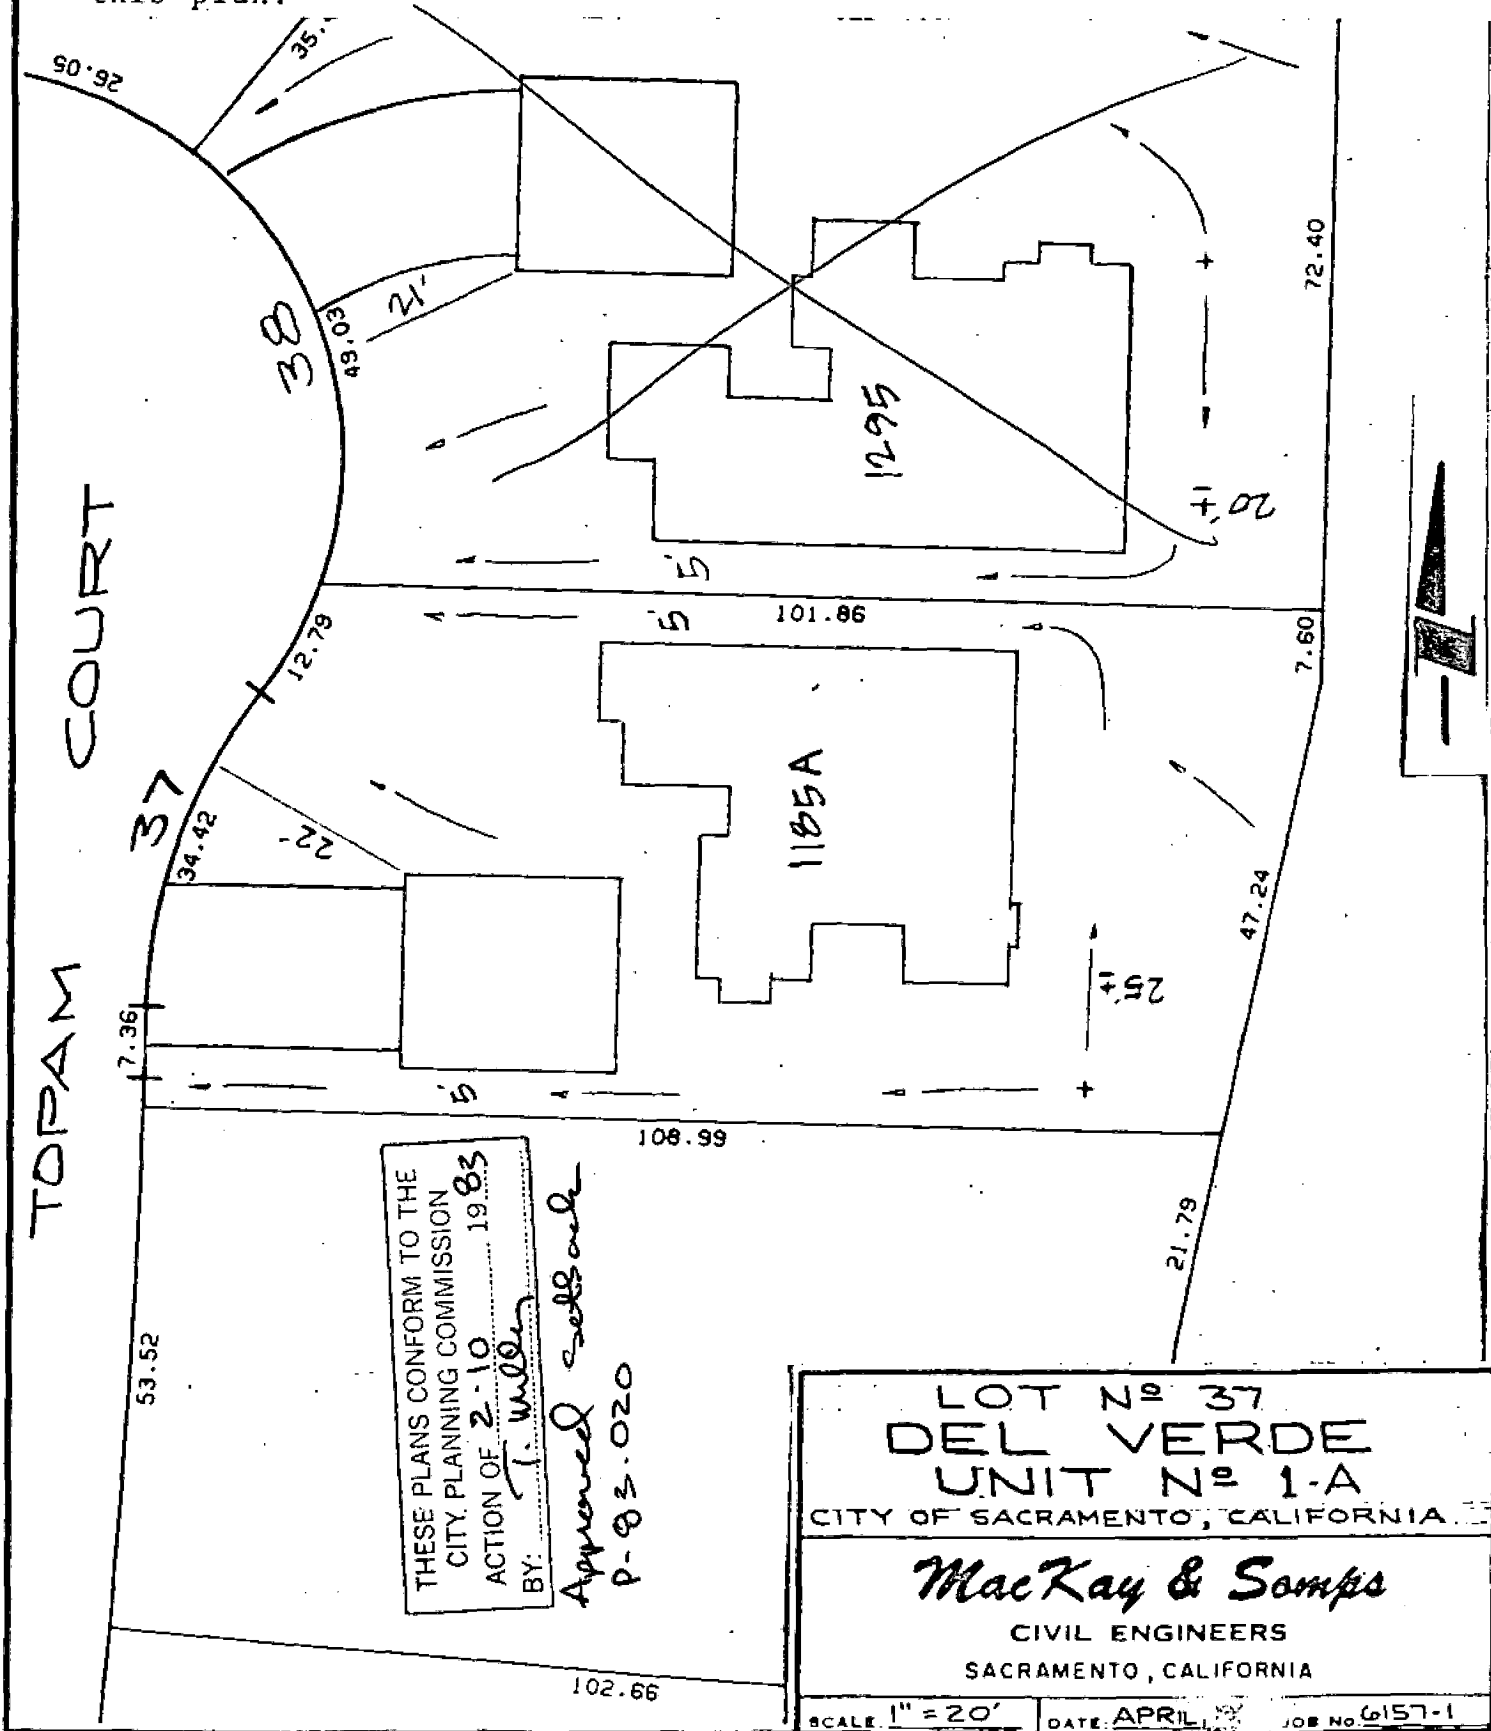 this plan.
26.05
35.
21'
49.03
38
72.40
1295
20'±
5'
5'
101.86
12.79
7.60
TOPAM COURT
37
34.42
22'
1185A
47.24
7.36
25'±
5'
108.99
21.79
53.52
THESE PLANS CONFORM TO THE
CITY PLANNING COMMISSION
ACTION OF 2-10 1983
BY: T. Miller
Approved setback
P-83.020
102.66
LOT Nº 37
DEL VERDE
UNIT Nº 1-A
CITY OF SACRAMENTO, CALIFORNIA
MacKay & Somps
CIVIL ENGINEERS
SACRAMENTO, CALIFORNIA
SCALE 1" = 20' DATE: APRIL, JOB NO. 6157-1